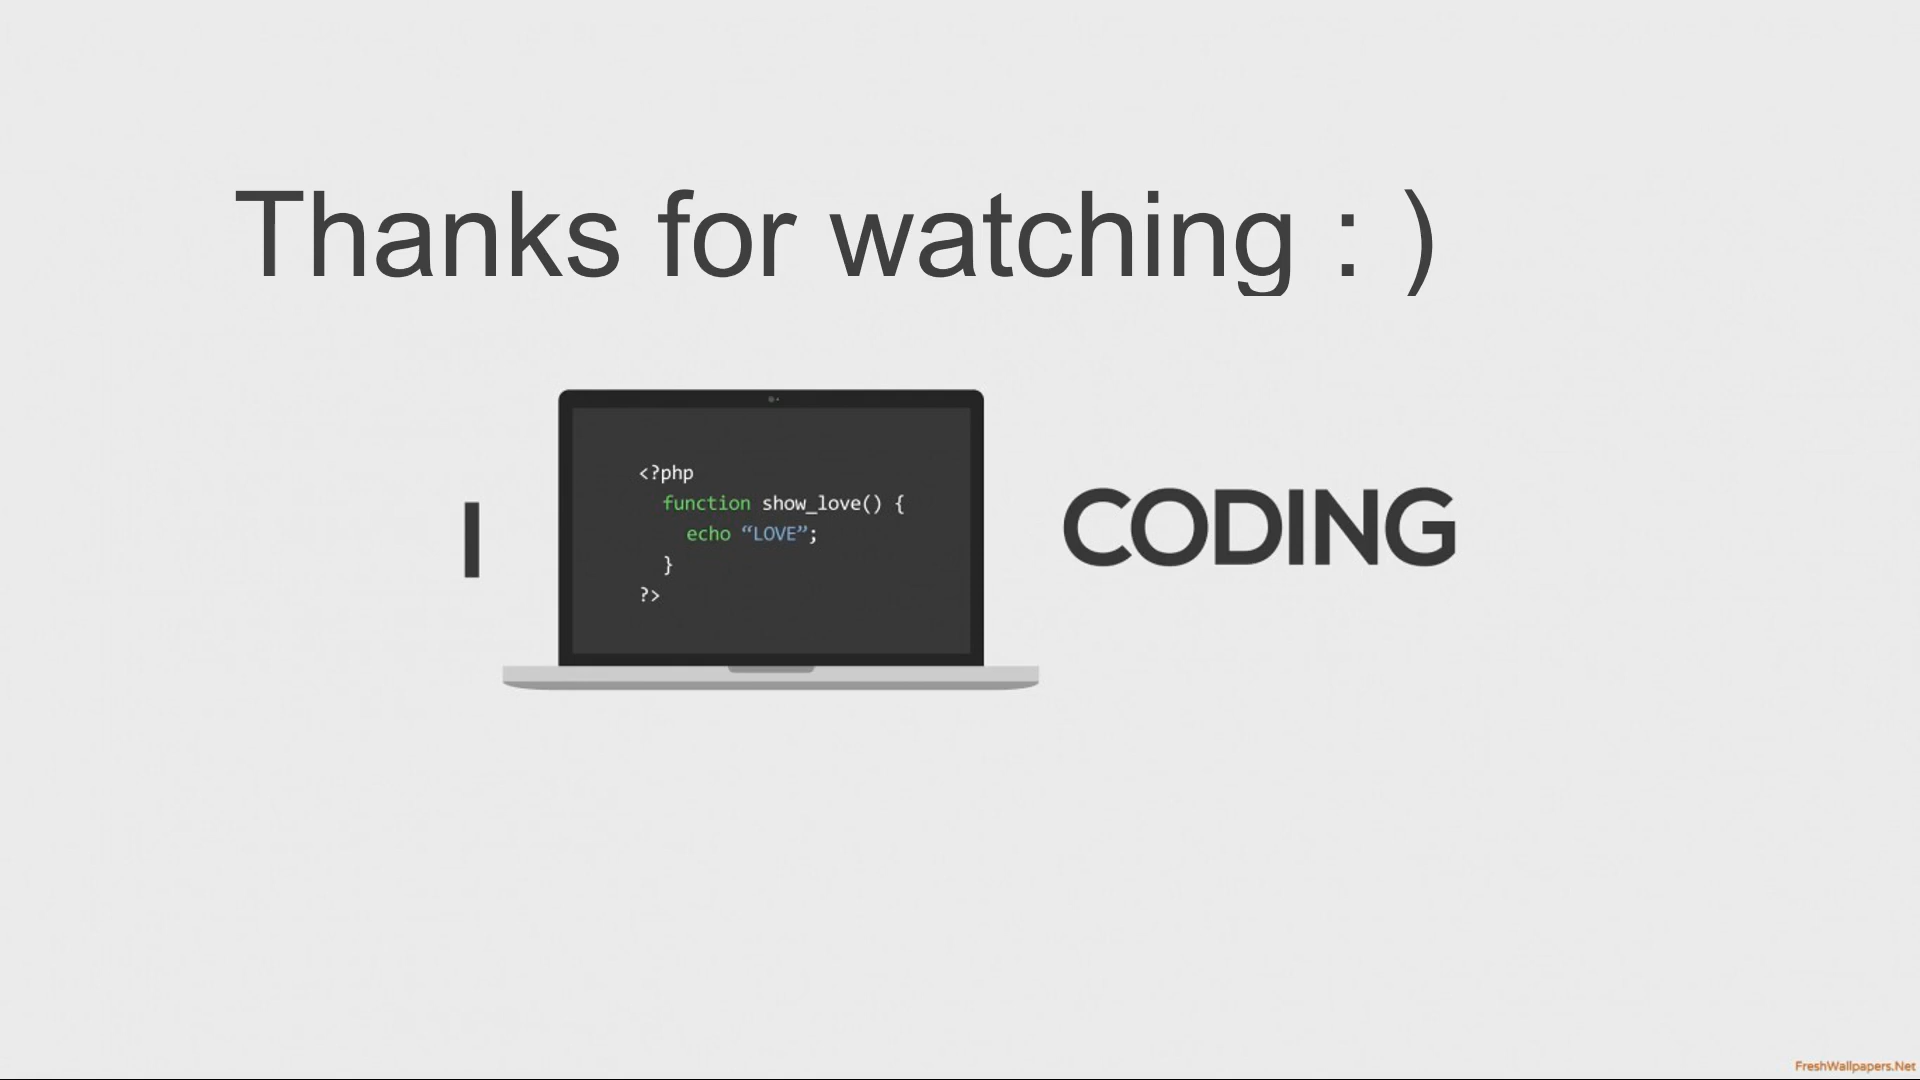 Thanks for watching : )
I
<?php
function show_love() {
echo “LOVE”;
}
?>
CODING
FreshWallpapers.Net